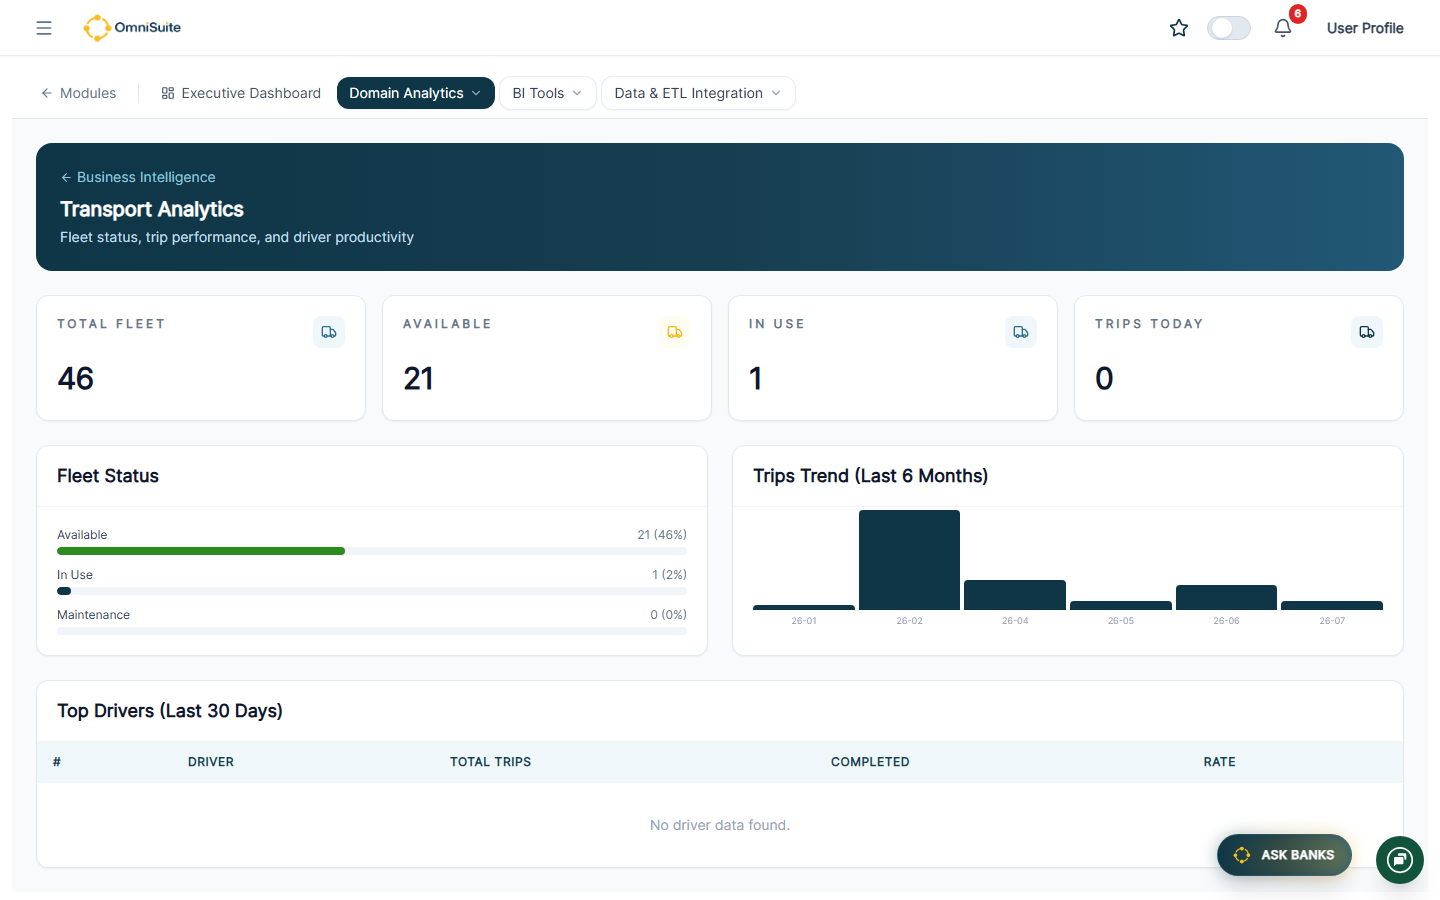 OmniSuite
6
User Profile
Modules
Executive Dashboard
Domain Analytics
BI Tools
Data & ETL Integration
Business Intelligence
Transport Analytics
Fleet status, trip performance, and driver productivity
TOTAL FLEET
46
AVAILABLE
21
IN USE
1
TRIPS TODAY
0
Fleet Status
Available 21 (46%)
In Use 1 (2%)
Maintenance 0 (0%)
Trips Trend (Last 6 Months)
26-01 26-02 26-04 26-05 26-06 26-07
Top Drivers (Last 30 Days)
# DRIVER TOTAL TRIPS COMPLETED RATE
No driver data found.
ASK BANKS